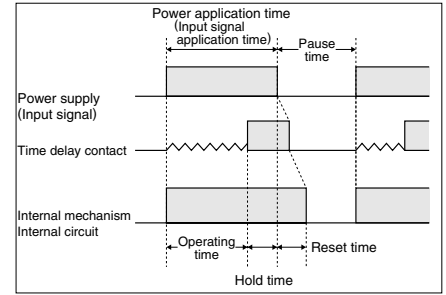 Power application time
(Input signal
application time)
Pause
time
Power supply
(Input signal)
Time delay contact
Internal mechanism
Internal circuit
Operating
time
Reset time
Hold time